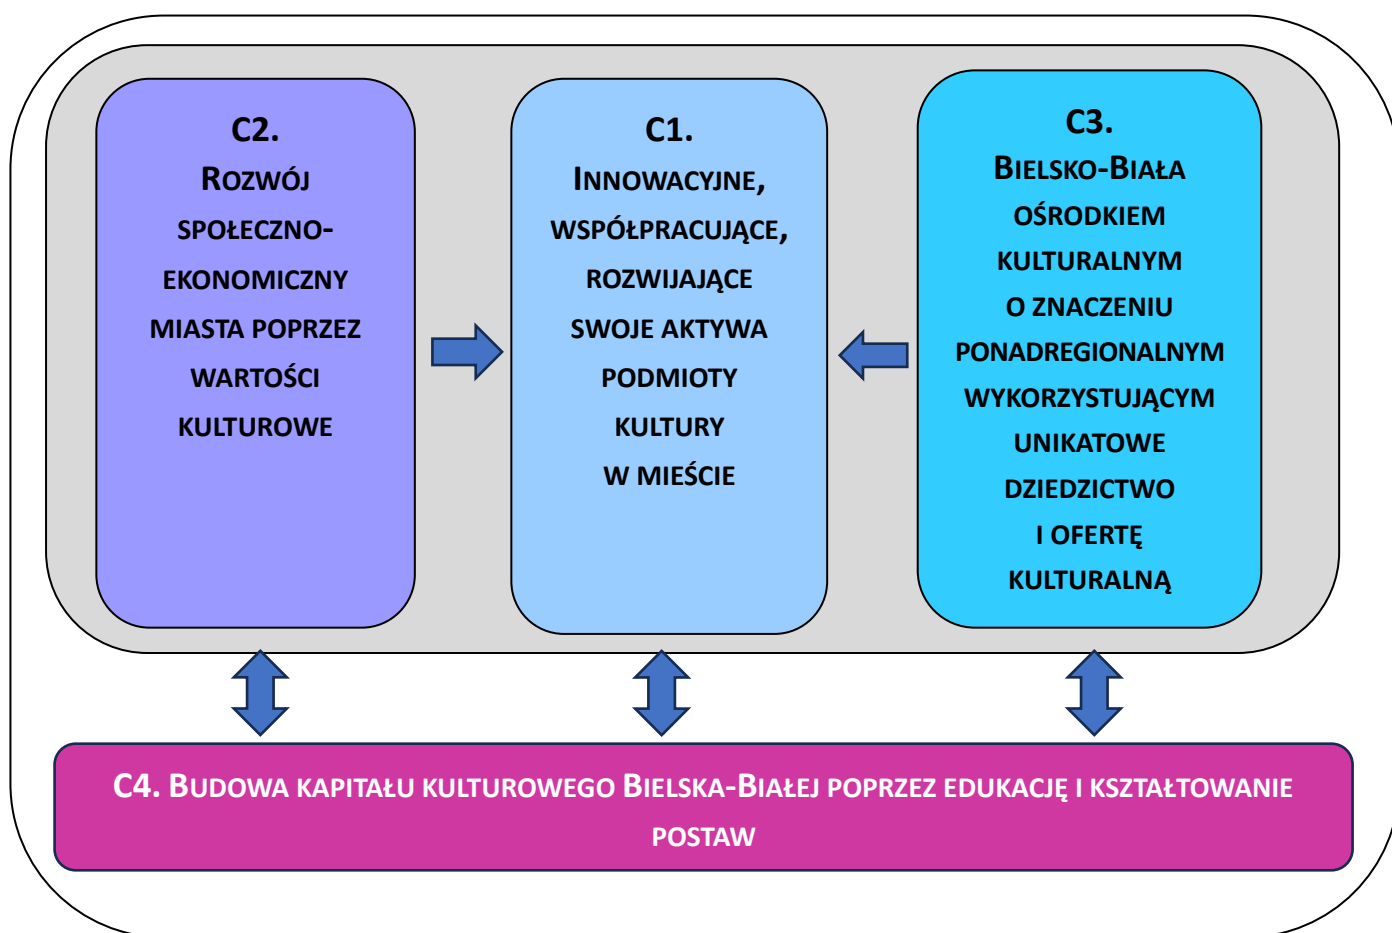 C2.
Rozwój
społeczno-
ekonomiczny
miasta poprzez
wartości
kulturowe
C1.
Innowacyjne,
współpracujące,
rozwijające
swoje aktywa
podmioty
kultury
w mieście
C3.
Bielsko-Biała
ośrodkiem
kulturalnym
o znaczeniu
ponadregionalnym
wykorzystującym
unikatowe
dziedzictwo
i ofertę
kulturalną
C4. Budowa kapitału kulturowego Bielska-Białej poprzez edukację i kształtowanie
postaw